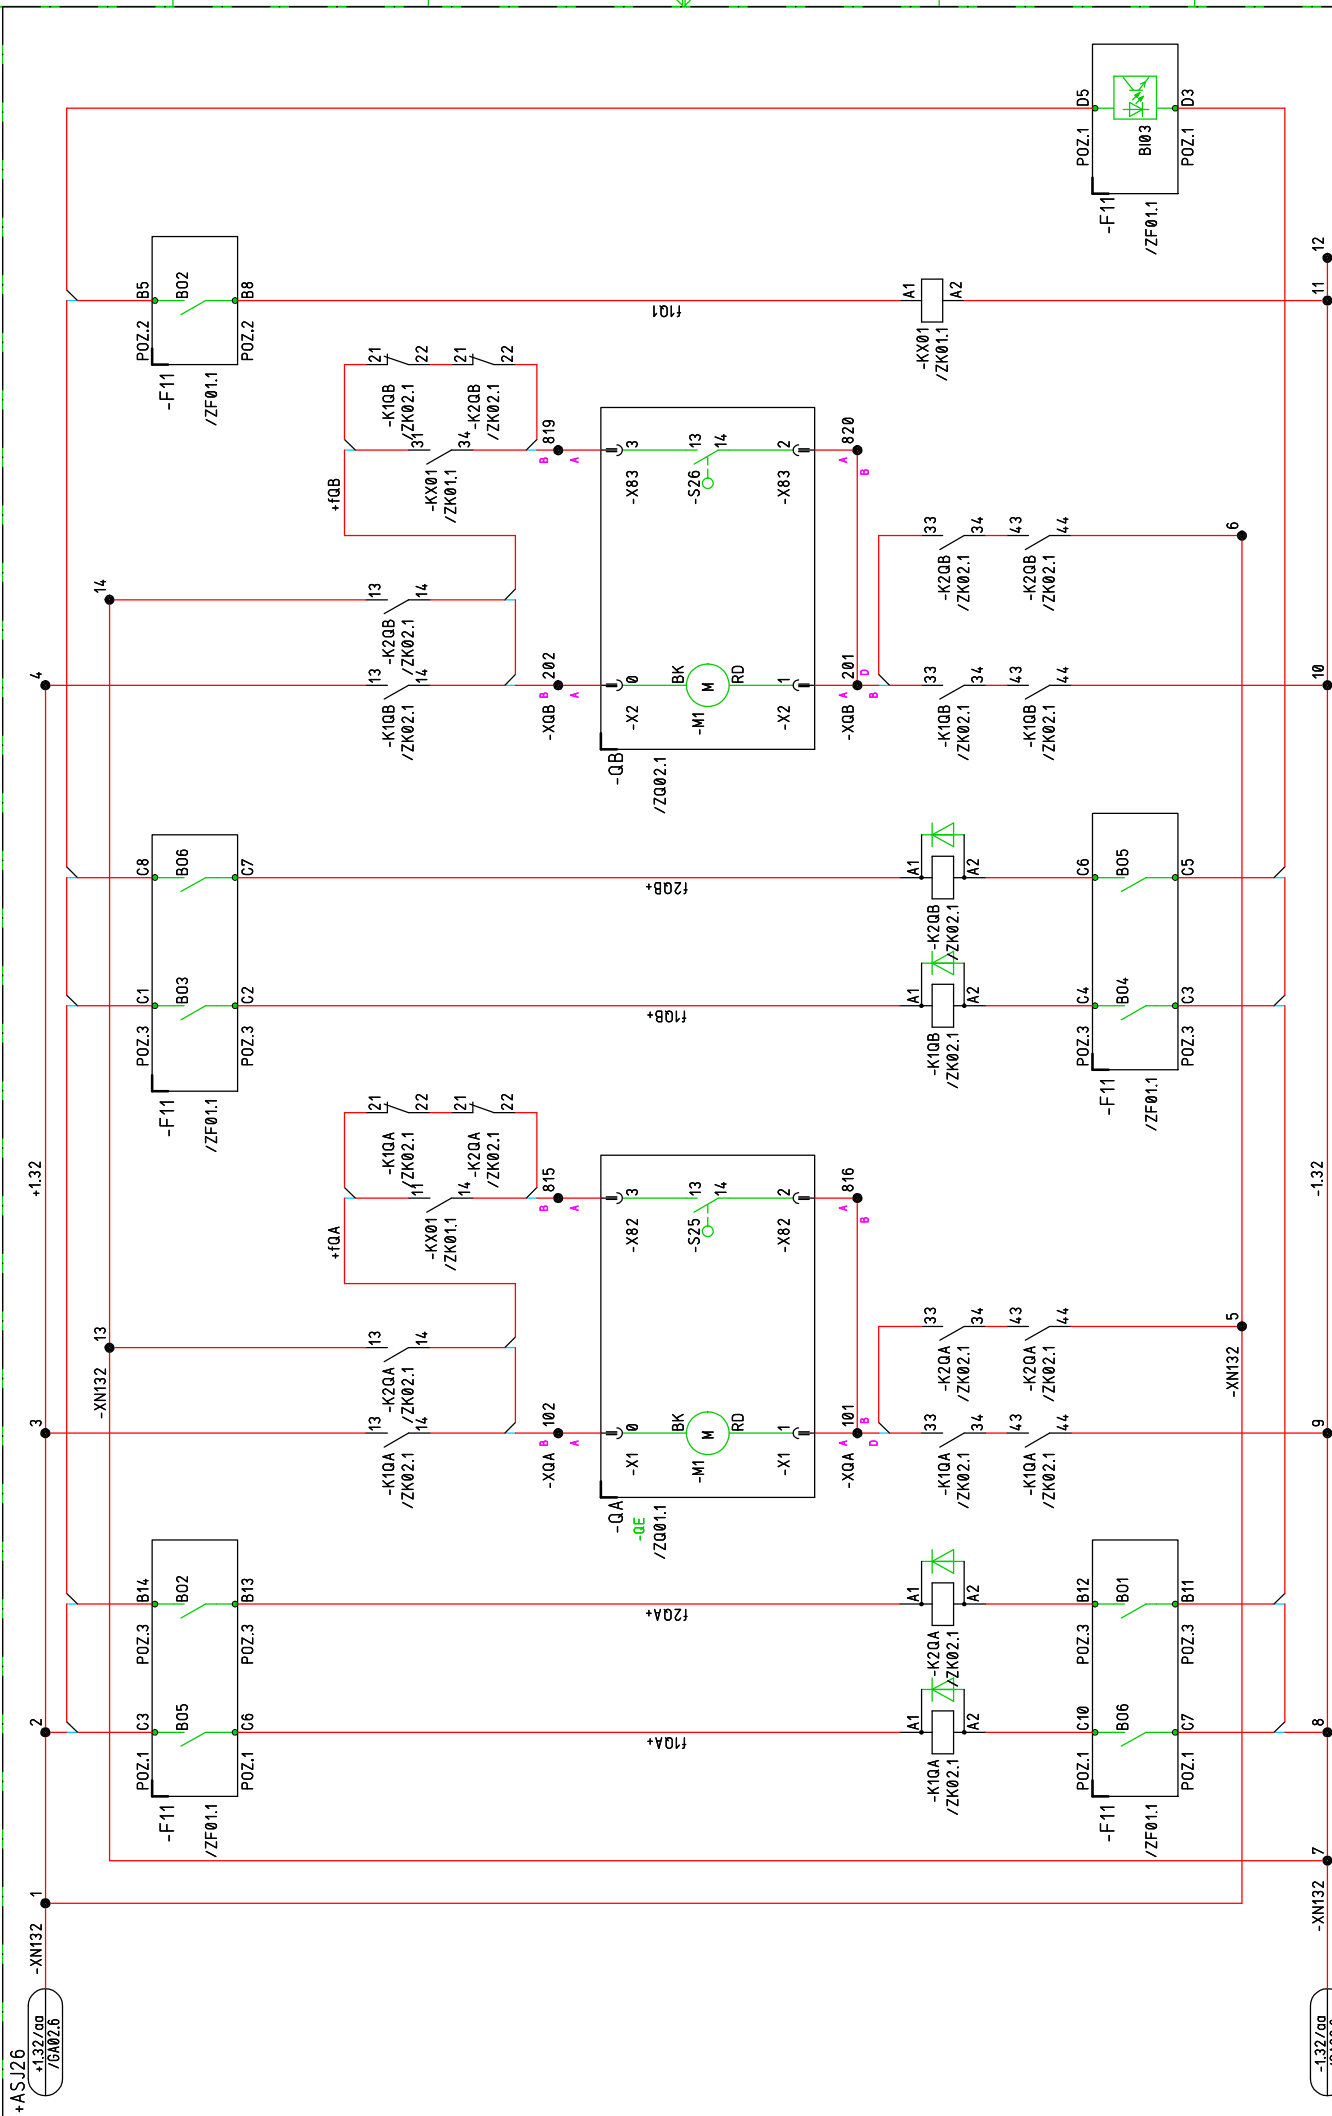 +ASJ26
+1.32/aa
/GA02.6
-XN132
1
2
3
+1.32
4
-XN132
13
14
-F11
/ZF01.1
POZ.1
C3
BO5
POZ.1
C6
POZ.3
B14
BO2
POZ.3
B13
-F11
/ZF01.1
POZ.3
C1
BO3
POZ.3
C2
C8
BO6
C7
-F11
/ZF01.1
POZ.2
B5
BO2
POZ.2
B8
+fQA
-K1QA
/ZK02.1
13
14
-K2QA
/ZK02.1
13
14
-KX01
/ZK01.1
11
14
-K1QA
/ZK02.1
21
22
-K2QA
/ZK02.1
21
22
+fQB
-K1QB
/ZK02.1
13
14
-K2QB
/ZK02.1
13
14
-KX01
/ZK01.1
31
34
-K1QB
/ZK02.1
21
22
-K2QB
/ZK02.1
21
22
-XQA
B
102
A
B
815
A
-XQB
B
202
A
B
819
A
-QA
-QE
/ZQ01.1
-X1
0
-M1
BK
M
RD
-X1
1
-X82
3
-S25
13
14
-X82
2
-QB
/ZQ02.1
-X2
0
-M1
BK
M
RD
-X2
1
-X83
3
-S26
13
14
-X83
2
-XQA
A
101
D
B
A
816
B
-XQB
A
201
B
D
A
820
B
f1QA+
f2QA+
f1QB+
f2QB+
f1Q1
-K1QA
/ZK02.1
A1
A2
-K2QA
/ZK02.1
A1
A2
-K1QA
/ZK02.1
33
34
-K1QA
/ZK02.1
43
44
-K2QA
/ZK02.1
33
34
-K2QA
/ZK02.1
43
44
-K1QB
/ZK02.1
A1
A2
-K2QB
/ZK02.1
A1
A2
-K1QB
/ZK02.1
33
34
-K1QB
/ZK02.1
43
44
-K2QB
/ZK02.1
33
34
-K2QB
/ZK02.1
43
44
-KX01
/ZK01.1
A1
A2
-F11
/ZF01.1
POZ.1
C10
BO6
POZ.1
C7
POZ.3
B12
BO1
POZ.3
B11
-F11
/ZF01.1
POZ.3
C4
BO4
POZ.3
C3
C6
BO5
C5
-F11
/ZF01.1
POZ.1
D5
BI03
POZ.1
D3
-XN132
5
6
-1.32/aa
-XN132
7
8
9
-1.32
10
11
12